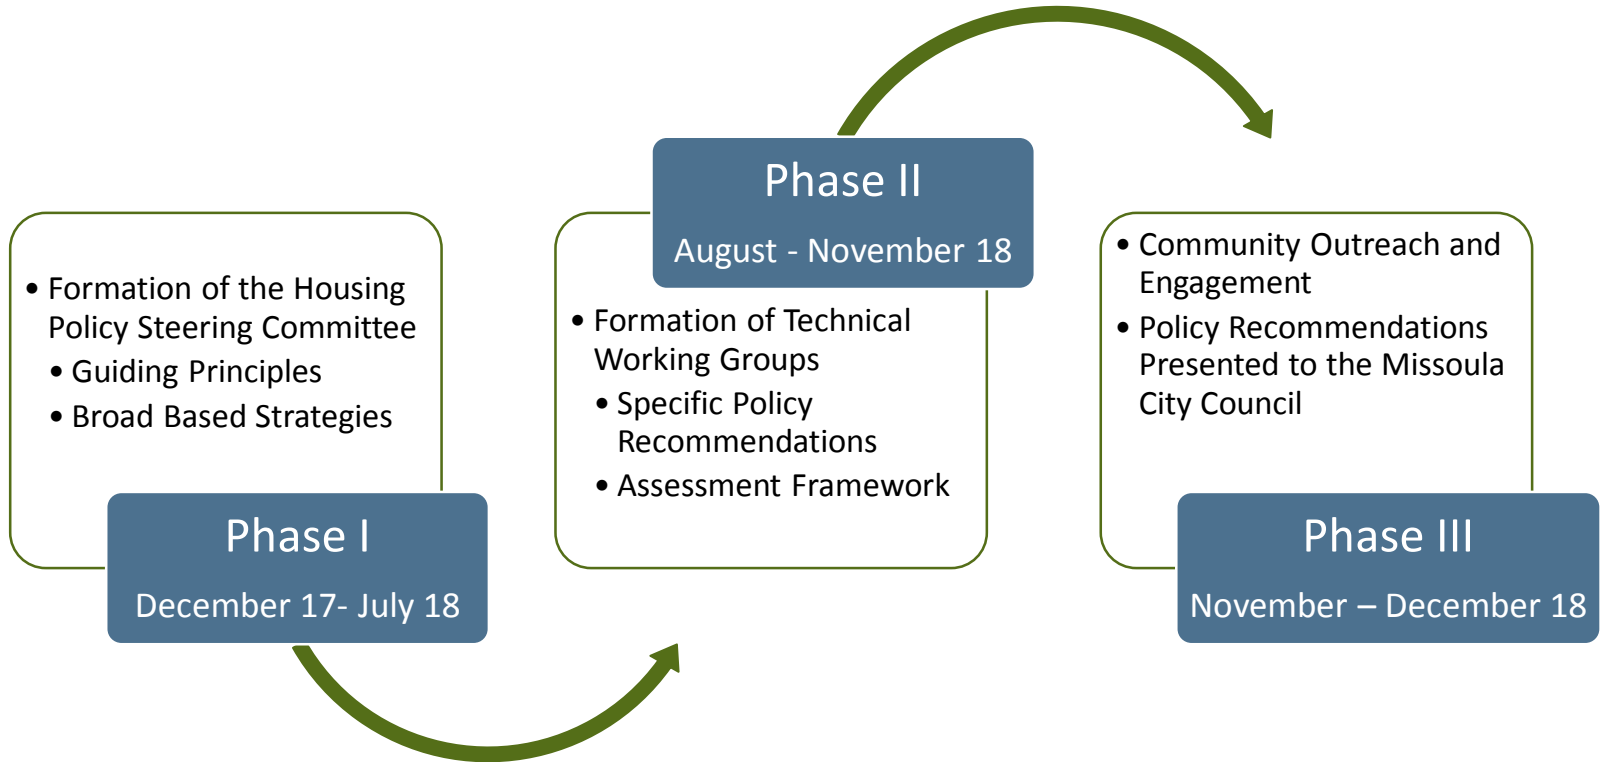 • Formation of the Housing
Policy Steering Committee
• Guiding Principles
• Broad Based Strategies
Phase I
December 17- July 18
Phase II
August - November 18
• Formation of Technical
Working Groups
• Specific Policy
Recommendations
• Assessment Framework
• Community Outreach and
Engagement
• Policy Recommendations
Presented to the Missoula
City Council
Phase III
November – December 18